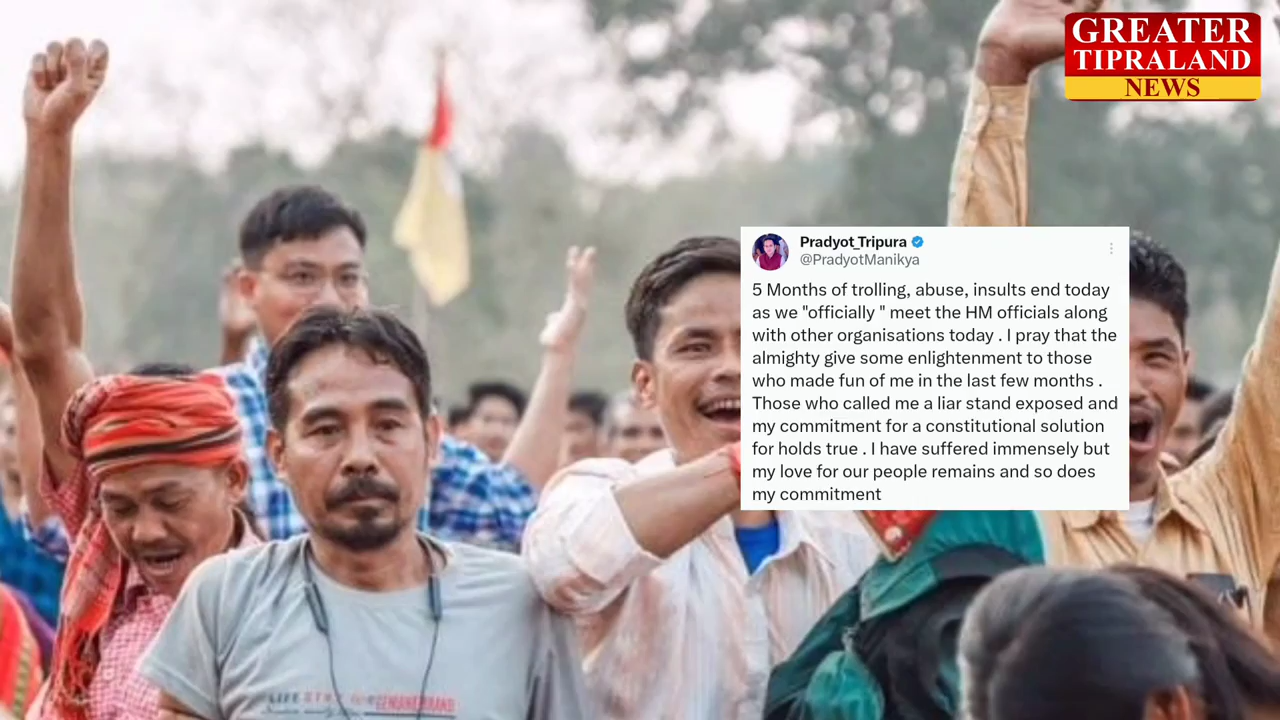 GREATER
TIPRALAND
NEWS
Pradyot_Tripura
@PradyotManikya
5 Months of trolling, abuse, insults end today
as we "officially " meet the HM officials along
with other organisations today . I pray that the
almighty give some enlightenment to those
who made fun of me in the last few months .
Those who called me a liar stand exposed and
my commitment for a constitutional solution
for holds true . I have suffered immensely but
my love for our people remains and so does
my commitment